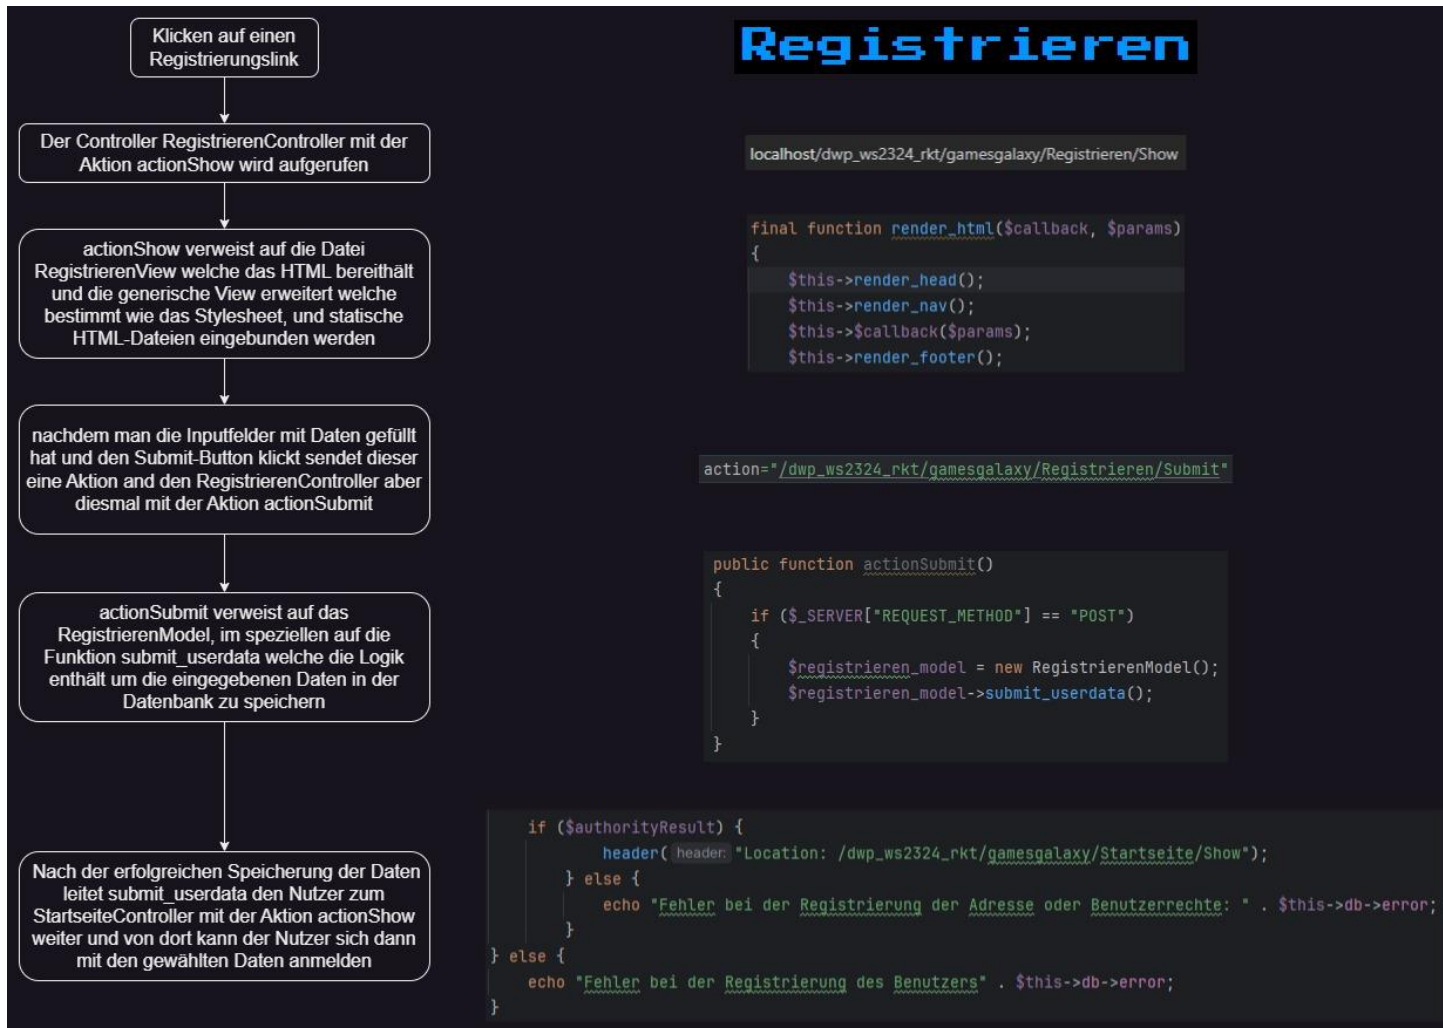 Klicken auf einen
Registrierungslink
Registrieren
Der Controller RegistrierenController mit der
Aktion actionShow wird aufgerufen
localhost/dwp_ws2324_rkt/gamesgalaxy/Registrieren/Show
actionShow verweist auf die Datei
RegistrierenView welche das HTML bereithält
und die generische View erweitert welche
bestimmt wie das Stylesheet, und statische
HTML-Dateien eingebunden werden
final function render_html($callback, $params)
{
$this->render_head();
$this->render_nav();
$this->$callback($params);
$this->render_footer();
nachdem man die Inputfelder mit Daten gefüllt
hat und den Submit-Button klickt sendet dieser
eine Aktion and den RegistrierenController aber
diesmal mit der Aktion actionSubmit
action="/dwp_ws2324_rkt/gamesgalaxy/Registrieren/Submit"
actionSubmit verweist auf das
RegistrierenModel, im speziellen auf die
Funktion submit_userdata welche die Logik
enthält um die eingegebenen Daten in der
Datenbank zu speichern
public function actionSubmit()
{
if ($_SERVER["REQUEST_METHOD"] == "POST")
{
$registrieren_model = new RegistrierenModel();
$registrieren_model->submit_userdata();
}
}
Nach der erfolgreichen Speicherung der Daten
leitet submit_userdata den Nutzer zum
StartseiteController mit der Aktion actionShow
weiter und von dort kann der Nutzer sich dann
mit den gewählten Daten anmelden
if ($authorityResult) {
header( header: "Location: /dwp_ws2324_rkt/gamesgalaxy/Startseite/Show");
} else {
echo "Fehler bei der Registrierung der Adresse oder Benutzerrechte: " . $this->db->error;
}
} else {
echo "Fehler bei der Registrierung des Benutzers" . $this->db->error;
}